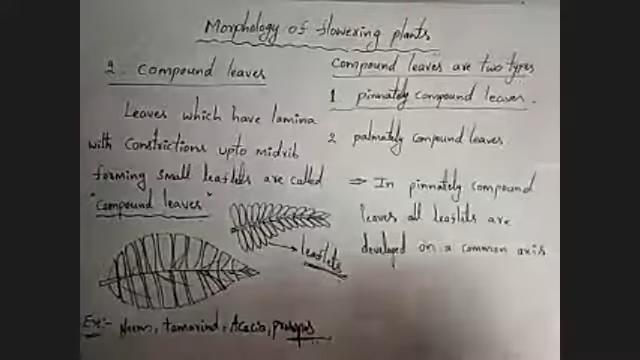 Morphology of flowering plants
2. Compound leaves
Leaves which have lamina
with constrictions upto midrib
forming small leaflets are called
"compound leaves"
leaflets
Ex:- Neem, tamarind, Acacia, prosopis
Compound leaves are two types
1 pinnately compound leaves.
2 palmately compound leaves
⇒ In pinnately compound
leaves all leaflets are
developed on a common axis